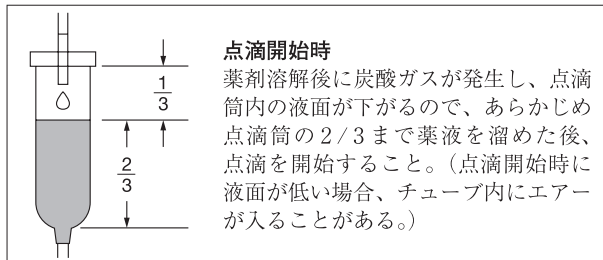 点滴開始時
薬剤溶解後に炭酸ガスが発生し、点滴
筒内の液面が下がるので、あらかじめ
点滴筒の2/3まで薬液を溜めた後、
点滴を開始すること。(点滴開始時に
液面が低い場合、チューブ内にエアー
が入ることがある。)
1/3
2/3